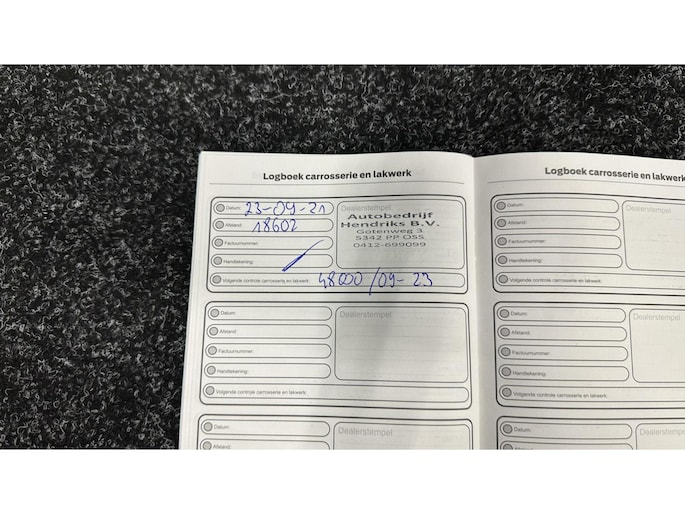 Logboek carrosserie en lakwerk
Datum: 23-09-21
Afstand: 18602
Factuurnummer:
Handtekening:
Volgende controle carrosserie en lakwerk: 48000/09-23
Dealerstempel
Autobedrijf
Hendriks B.V.
Gotenweg 3
5342 PP OSS
0412-699099
Datum:
Afstand:
Factuurnummer:
Handtekening:
Volgende controle carrosserie en lakwerk:
Dealerstempel
Datum:
Afstand:
Dealerstempel
Logboek carrosserie en lakwerk
Datum:
Afstand:
Factuurnummer:
Handtekening:
Volgende controle carrosserie en lakwerk:
Datum:
Afstand:
Factuurnummer:
Handtekening:
Volgende controle carrosserie en lakwerk:
Datum:
Afstand: